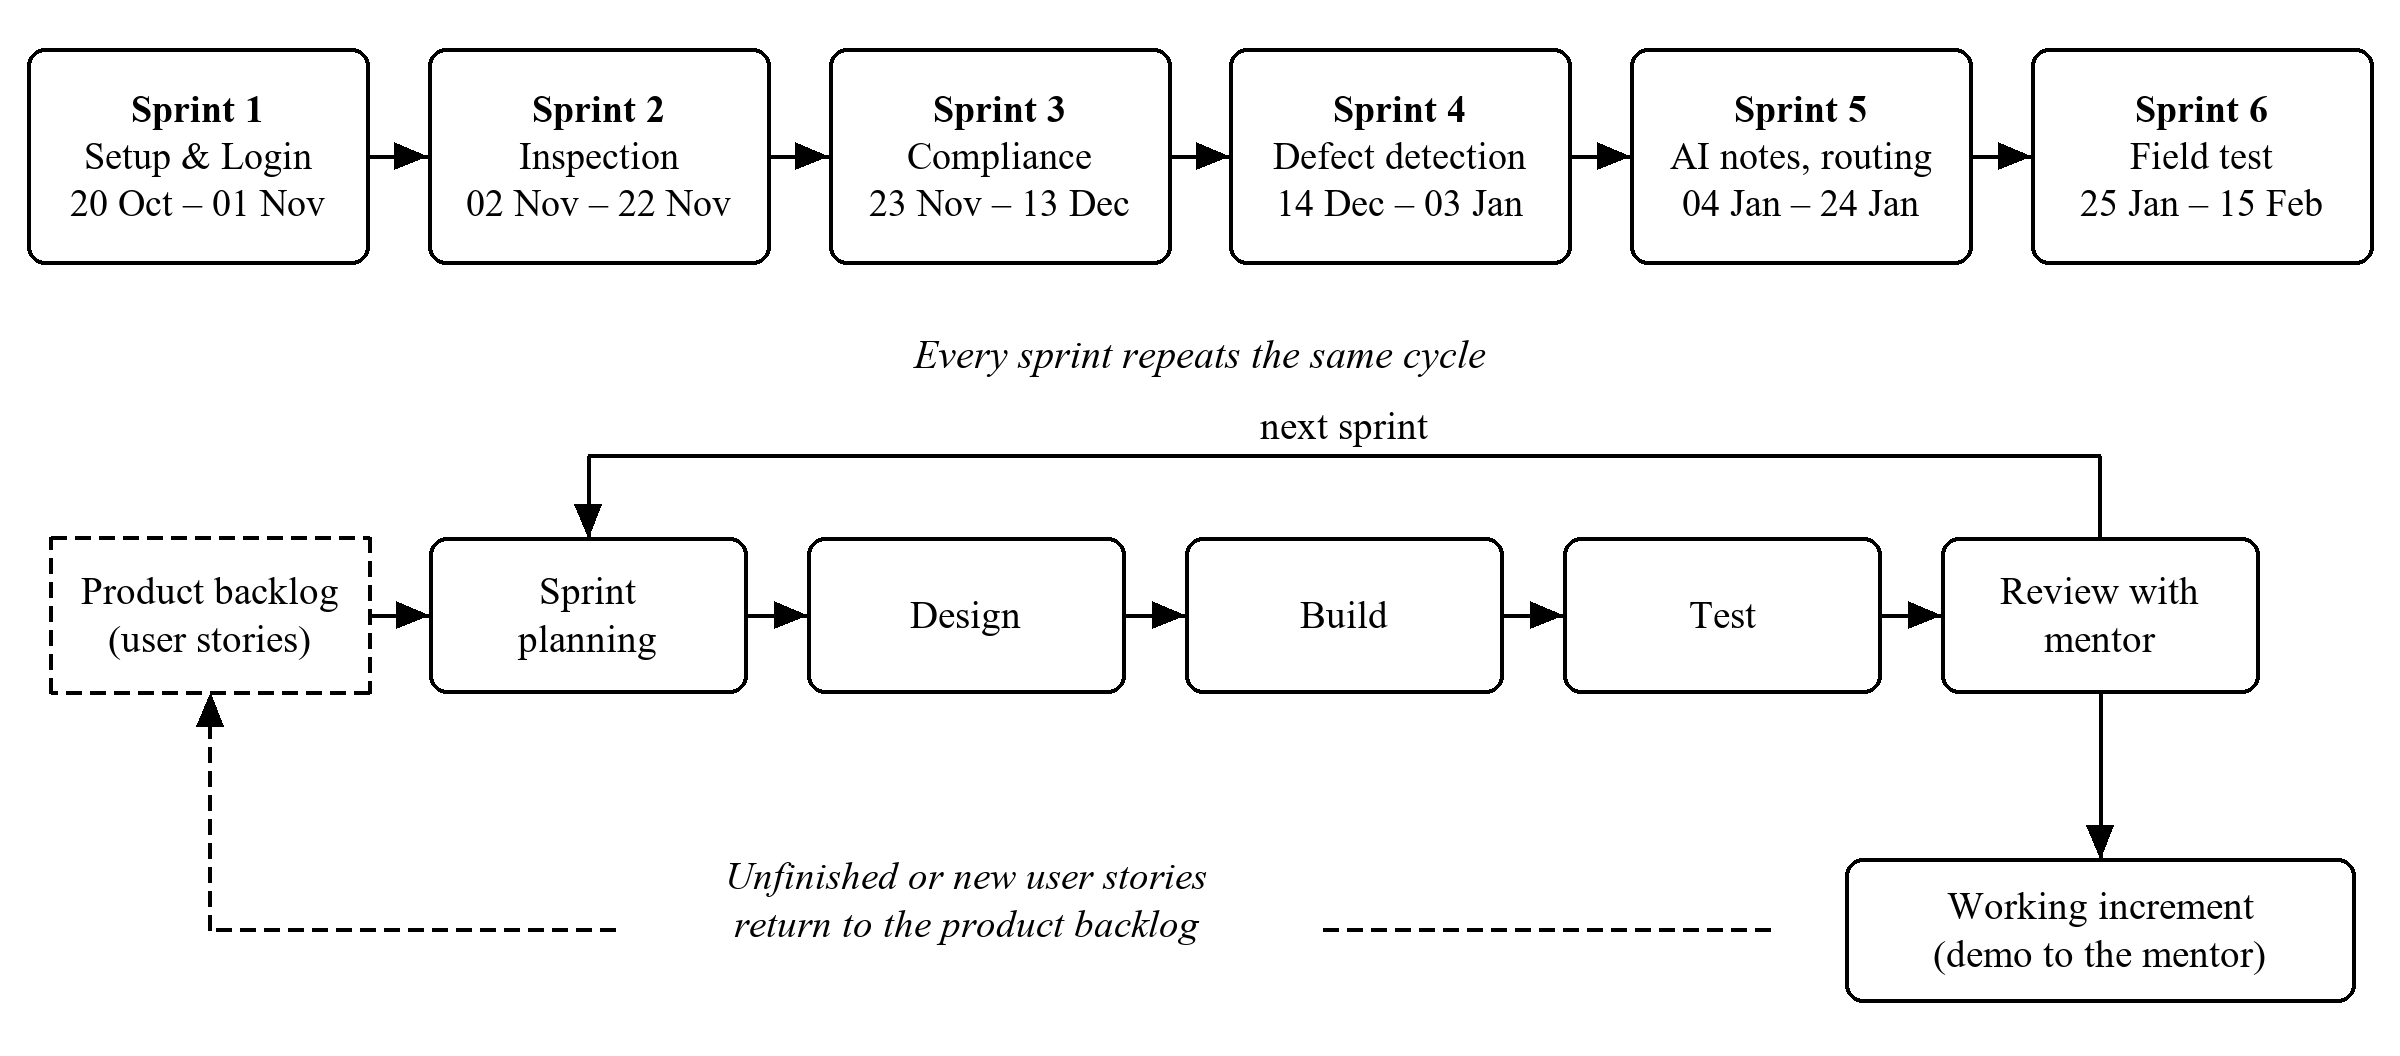 Sprint 1
Setup & Login
20 Oct – 01 Nov
Sprint 2
Inspection
02 Nov – 22 Nov
Sprint 3
Compliance
23 Nov – 13 Dec
Sprint 4
Defect detection
14 Dec – 03 Jan
Sprint 5
AI notes, routing
04 Jan – 24 Jan
Sprint 6
Field test
25 Jan – 15 Feb
Every sprint repeats the same cycle
next sprint
Product backlog
(user stories)
Sprint
planning
Design
Build
Test
Review with
mentor
Unfinished or new user stories
return to the product backlog
Working increment
(demo to the mentor)